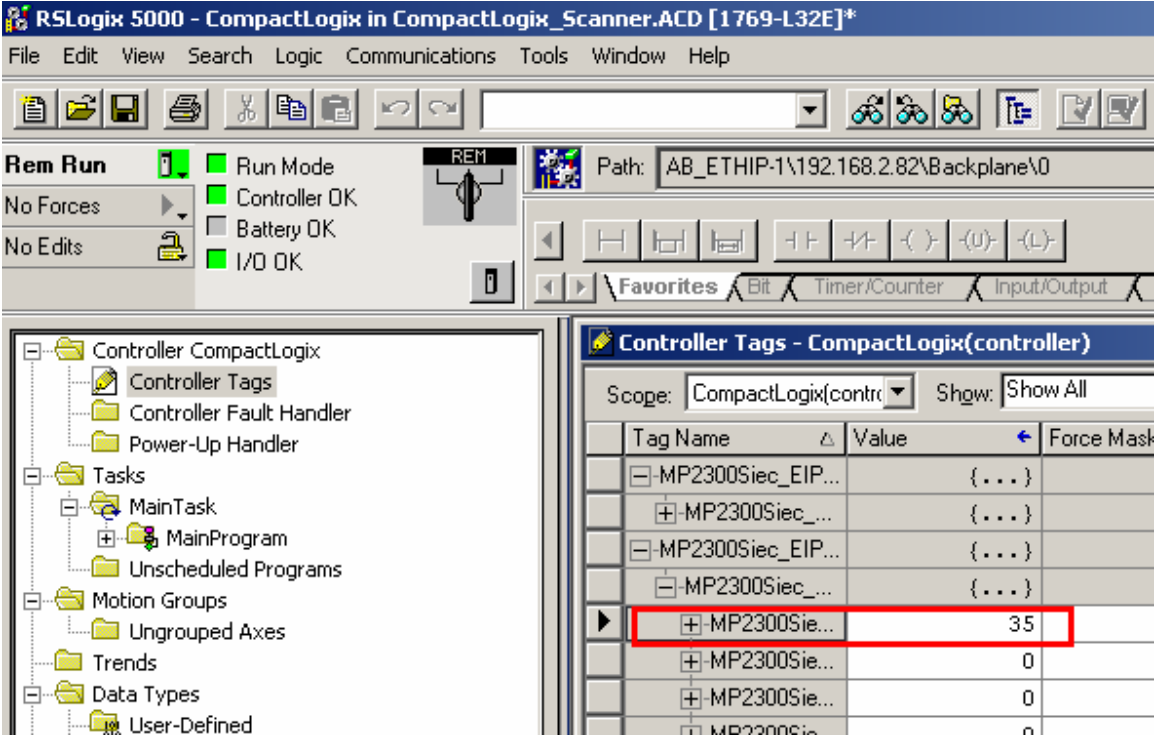 RSLogix 5000 - CompactLogix in CompactLogix_Scanner.ACD [1769-L32E]*
File Edit View Search Logic Communications Tools Window Help
Rem Run
Run Mode
REM
Path: AB_ETHIP-1\192.168.2.82\Backplane\0
No Forces
Controller OK
Battery OK
No Edits
I/O OK
Favorites Bit Timer/Counter Input/Output
Controller CompactLogix
Controller Tags
Controller Fault Handler
Power-Up Handler
Tasks
MainTask
MainProgram
Unscheduled Programs
Motion Groups
Ungrouped Axes
Trends
Data Types
User-Defined
Controller Tags - CompactLogix(controller)
Scope: CompactLogix(contro Show: Show All
Tag Name Value Force Mask
MP2300Siec_EIP... {...}
MP2300Siec_... {...}
MP2300Siec_EIP... {...}
MP2300Siec_... {...}
MP2300Sie... 35
MP2300Sie... 0
MP2300Sie... 0
MP2300Sie... 0